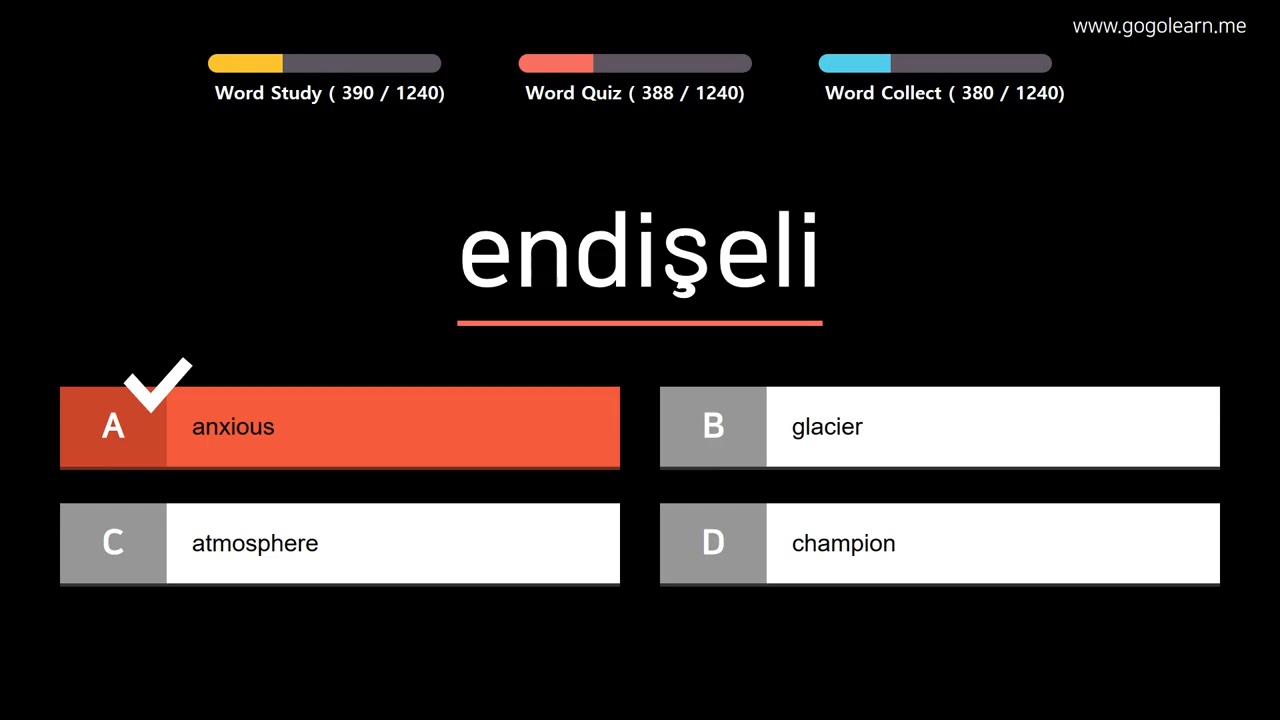 www.gogolearn.me
Word Study ( 390 / 1240)
Word Quiz ( 388 / 1240)
Word Collect ( 380 / 1240)
endişeli
A
anxious
B
glacier
C
atmosphere
D
champion